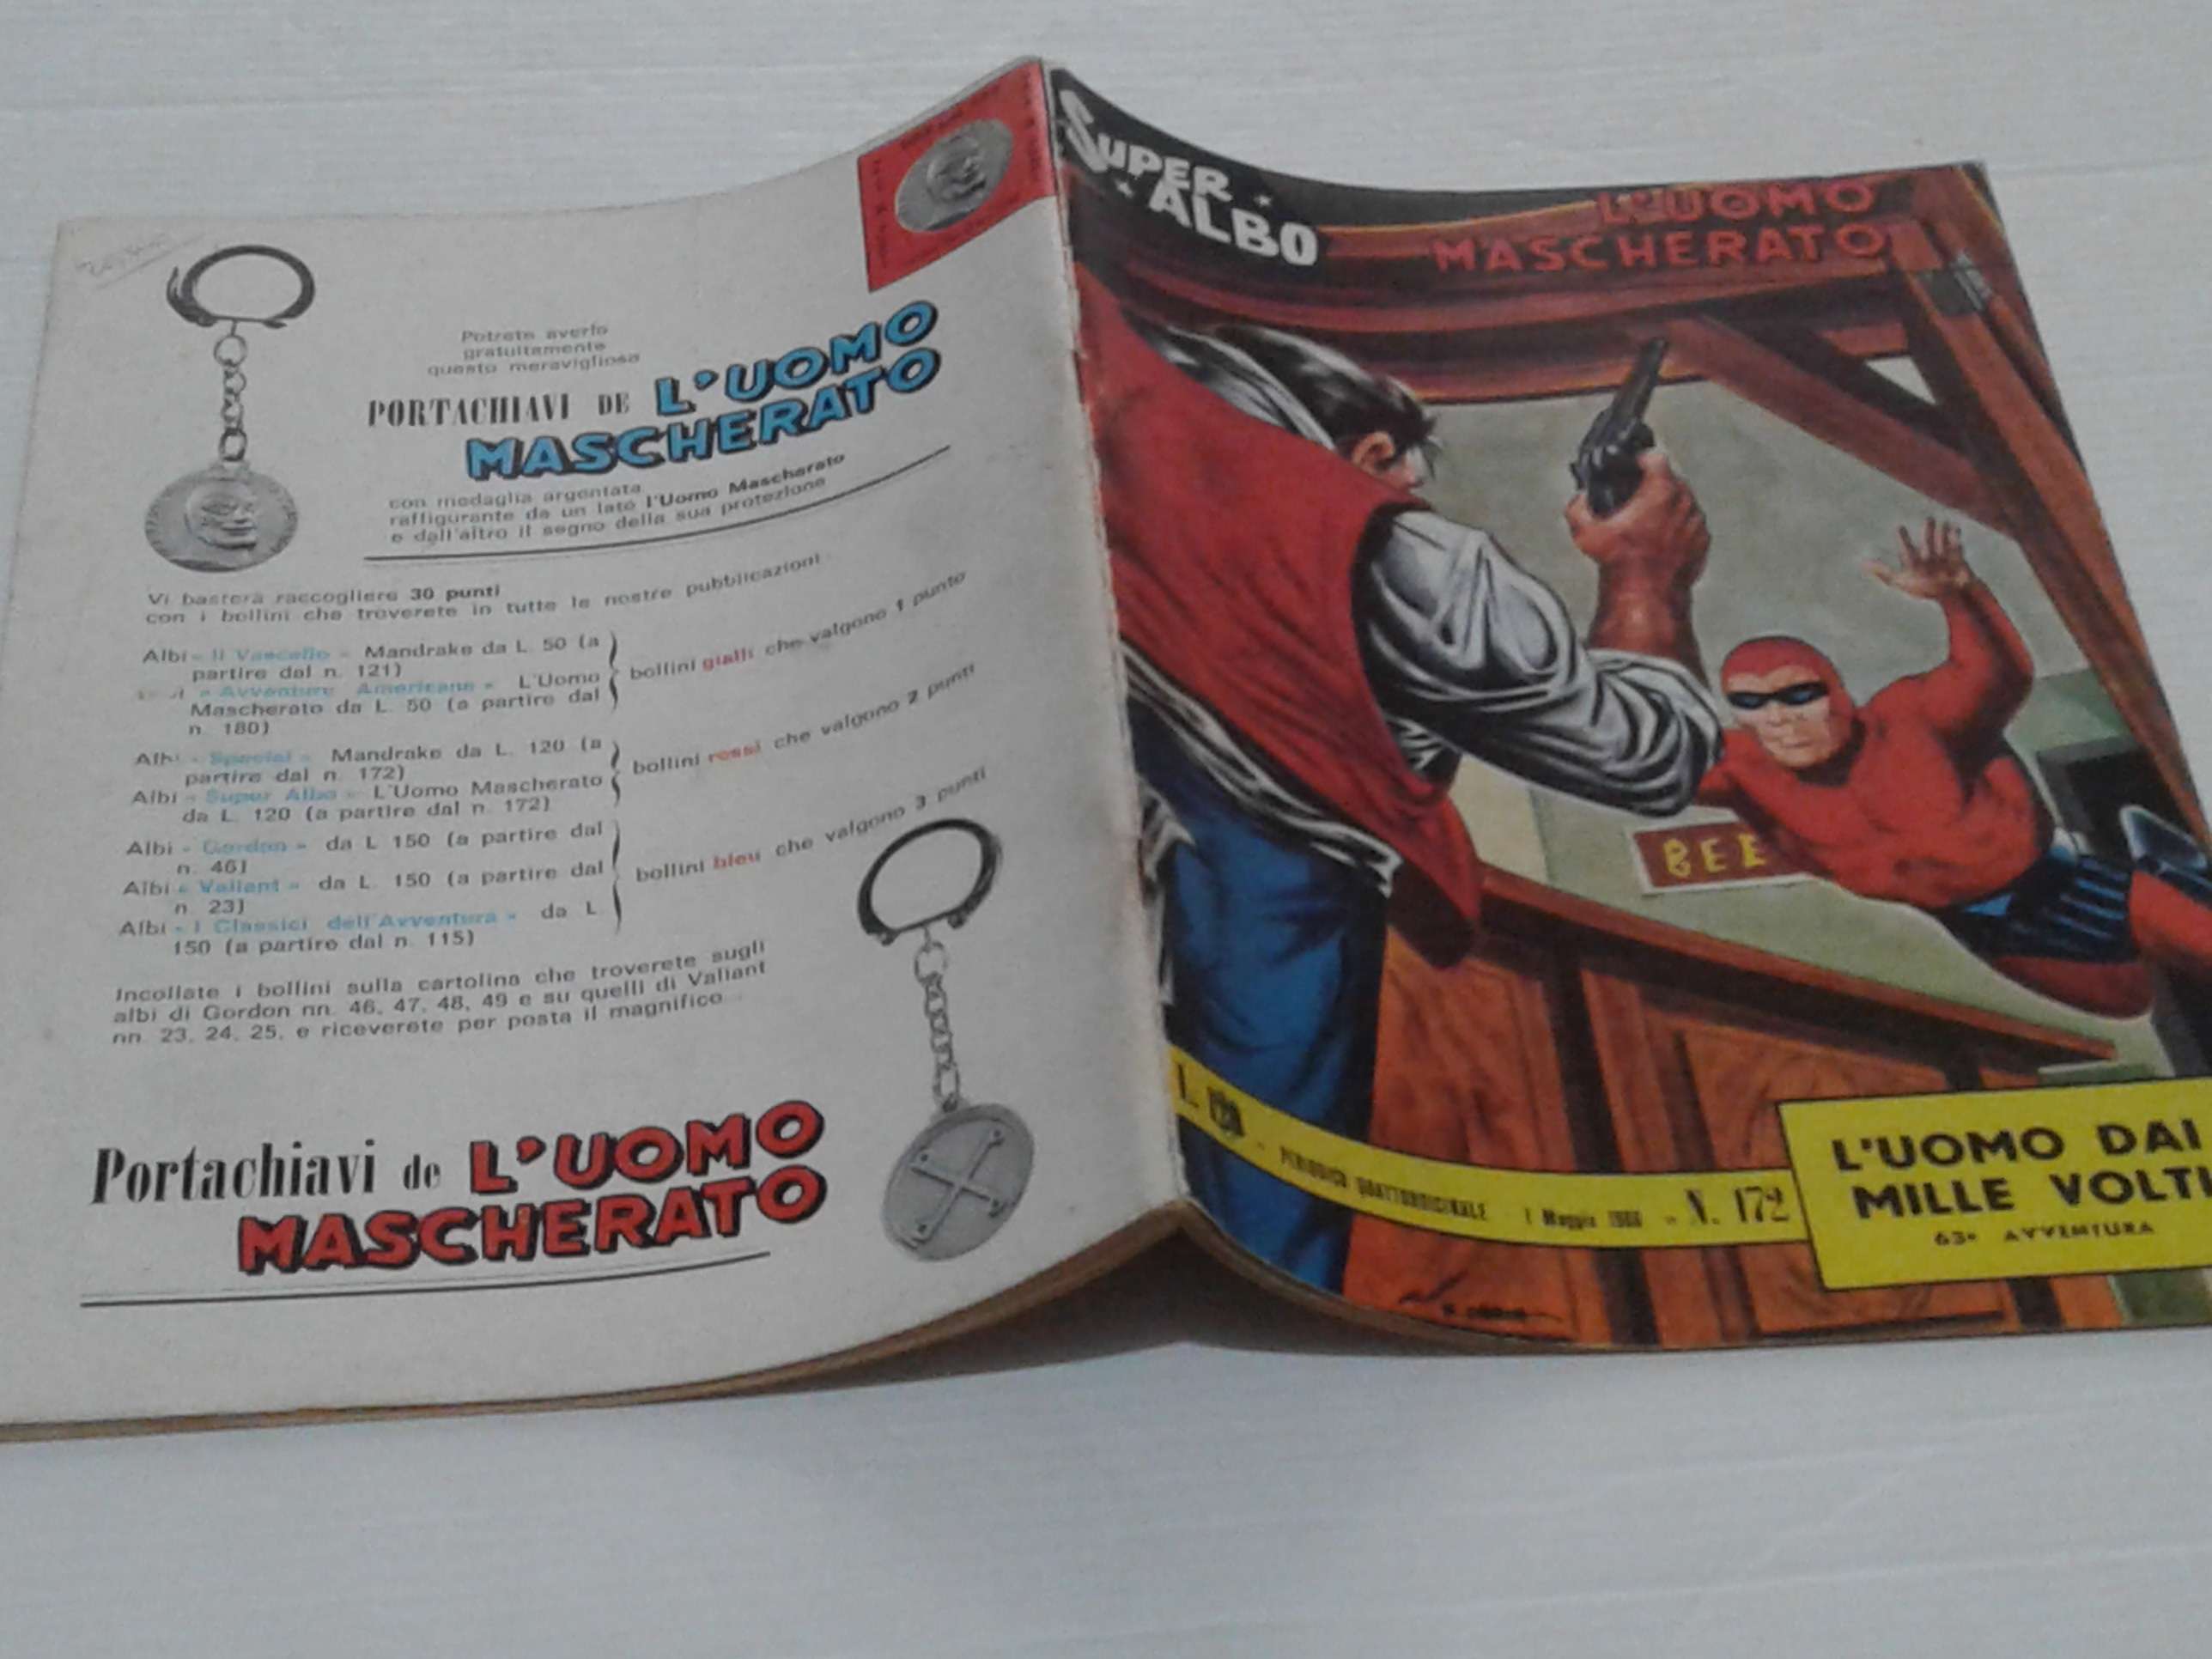 Potrete averlo
gratuitamente
questo meraviglioso
PORTACHIAVI DE L'UOMO
MASCHERATO
con medaglia argentata
raffigurante da un lato l'Uomo Mascherato
e dall'altro il segno della sua protezione
Vi basterà raccogliere 30 punti
con i bollini che troverete in tutte le nostre pubblicazioni
Albi « Il Vascello » Mandrake da L. 50 (a
partire dal n. 121)
« Avventure Americane » L'Uomo
Mascherato da L. 50 (a partire dal
n. 180)
bollini gialli che valgono 1 punto
Albi « Special » Mandrake da L. 120 (a
partire dal n. 172)
Albi « Super Albo » L'Uomo Mascherato
da L. 120 (a partire dal n. 172)
bollini rossi che valgono 2 punti
Albi « Gordon » da L. 150 (a partire dal
n. 46)
Albi « Valiant » da L. 150 (a partire dal
n. 23)
Albi « I Classici dell'Avventura » da L.
150 (a partire dal n. 115)
bollini bleu che valgono 3 punti
Incollate i bollini sulla cartolina che troverete sugli
albi di Gordon nn. 46, 47, 48, 49 e su quelli di Valiant
nn. 23, 24, 25, e riceverete per posta il magnifico
Portachiavi de L'UOMO
MASCHERATO
SUPER
ALBO
L'UOMO
MASCHERATO
BEE
L. 120 - PERIODICO QUATTORDICINALE - 1 Maggio 1966 - N. 172
L'UOMO DAI
MILLE VOLTI
63ª AVVENTURA